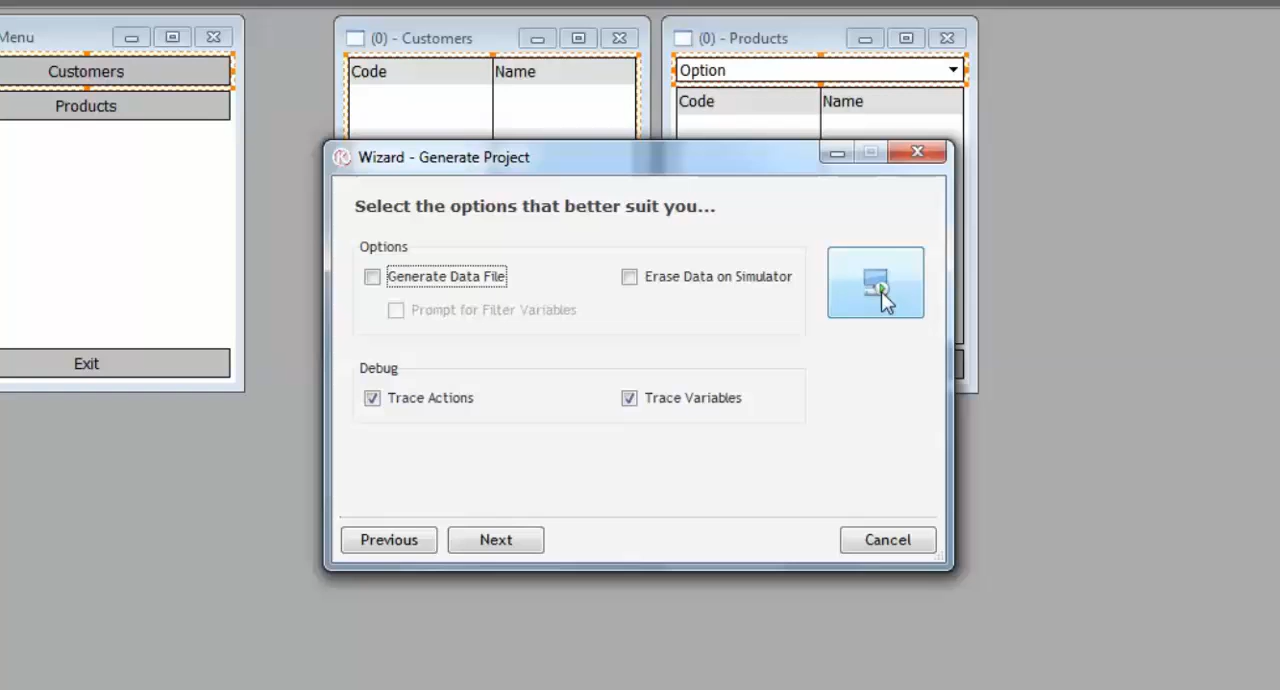 Menu
Customers
Products
Exit
(0) - Customers
Code Name
(0) - Products
Option
Code Name
Wizard - Generate Project
Select the options that better suit you...
Options
Generate Data File
Erase Data on Simulator
Prompt for Filter Variables
Debug
Trace Actions
Trace Variables
Previous
Next
Cancel